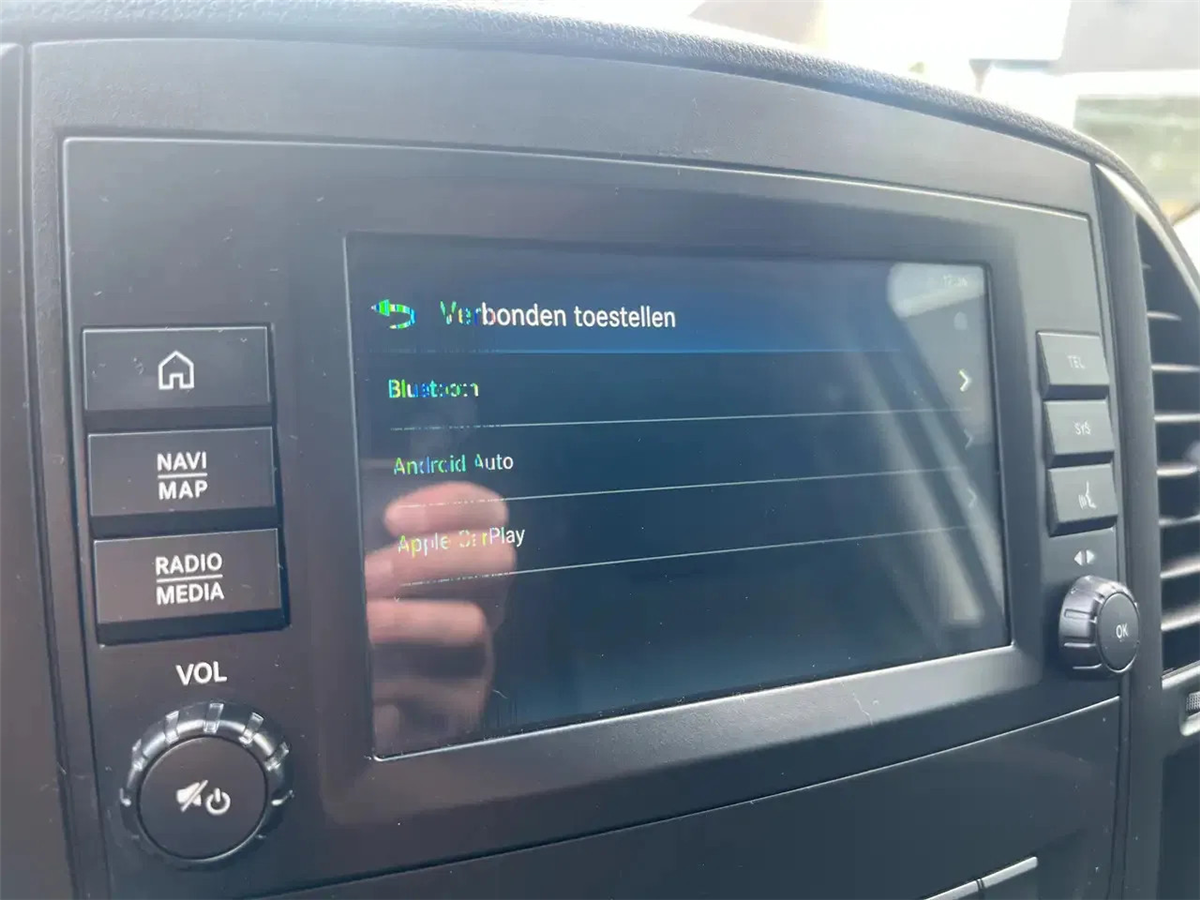 Verbonden toestellen
Bluetooth
Android Auto
Apple CarPlay
NAVI
MAP
RADIO
MEDIA
VOL
TEL
SYS
OK